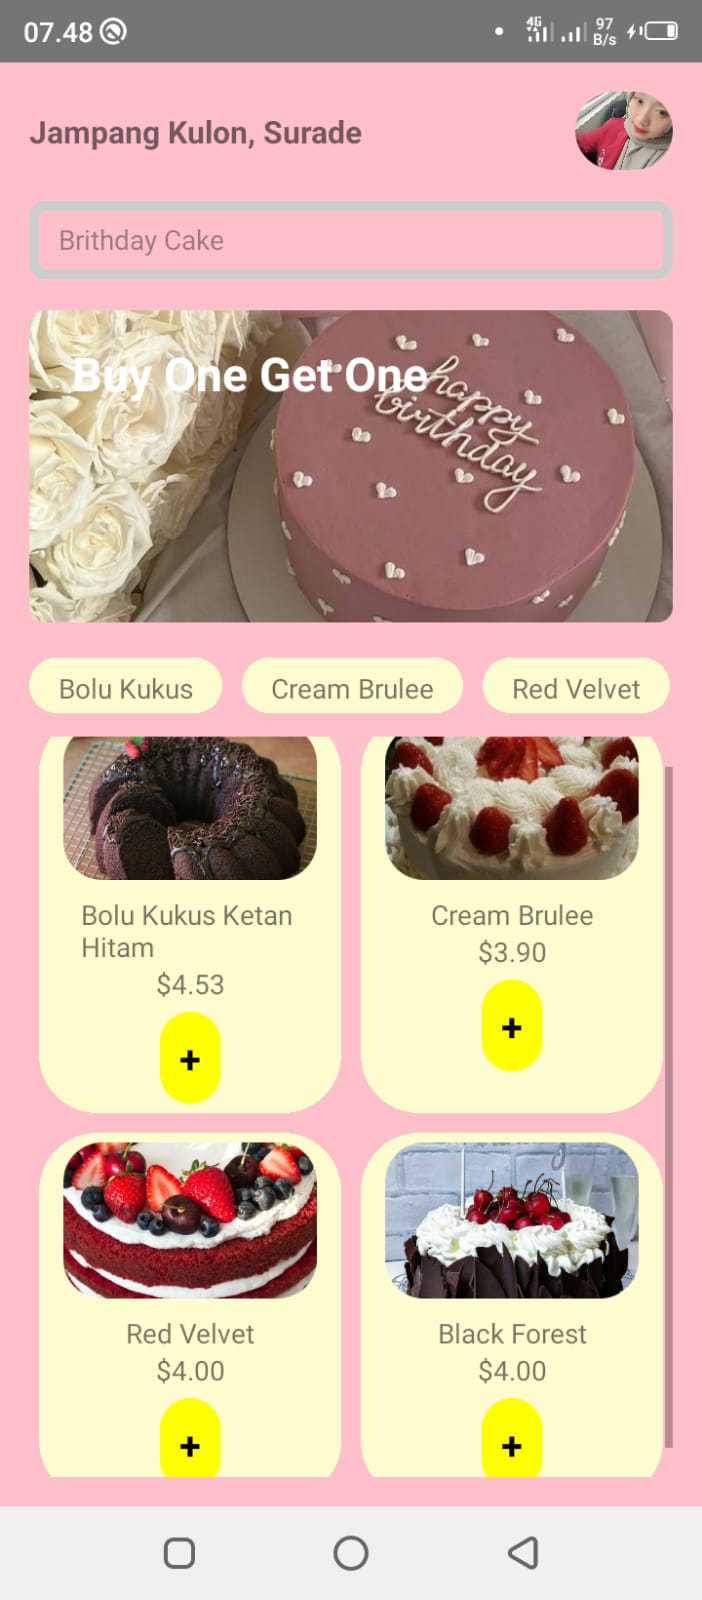 07.48
4G
97
B/s
Jampang Kulon, Surade
Brithday Cake
Buy One Get One
happy
birthday
Bolu Kukus
Cream Brulee
Red Velvet
Bolu Kukus Ketan
Hitam
$4.53
+
Cream Brulee
$3.90
+
Red Velvet
$4.00
+
Black Forest
$4.00
+